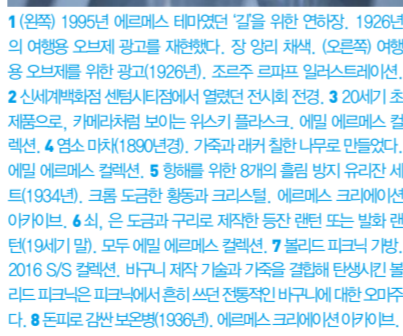 1 (왼쪽) 1995년 에르메스 테마였던 ‘길’을 위한 연하장. 1926년
의 여행용 오브제 광고를 재현했다. 장 앙리 채색. (오른쪽) 여행
용 오브제를 위한 광고(1926년). 조르주 르파프 일러스트레이션.
2 신세계백화점 센텀시티점에서 열렸던 전시회 전경. 3 20세기 초
제품으로, 카메라처럼 보이는 위스키 플라스크. 에밀 에르메스 컬
렉션. 4 염소 마차(1890년경). 가죽과 래커 칠한 나무로 만들었다.
에밀 에르메스 컬렉션. 5 항해를 위한 8개의 흘림 방지 유리잔 세
트(1934년). 크롬 도금한 황동과 크리스털. 에르메스 크리에이션
아카이브. 6 쇠, 은 도금과 구리로 제작한 등잔 랜턴 또는 발화 랜
턴(19세기 말). 모두 에밀 에르메스 컬렉션. 7 볼리드 피크닉 가방.
2016 S/S 컬렉션. 바구니 제작 기술과 가죽을 결합해 탄생시킨 볼
리드 피크닉은 피크닉에서 흔히 쓰던 전통적인 바구니에 대한 오마주
다. 8 돈피로 감싼 보온병(1936년). 에르메스 크리에이션 아카이브.